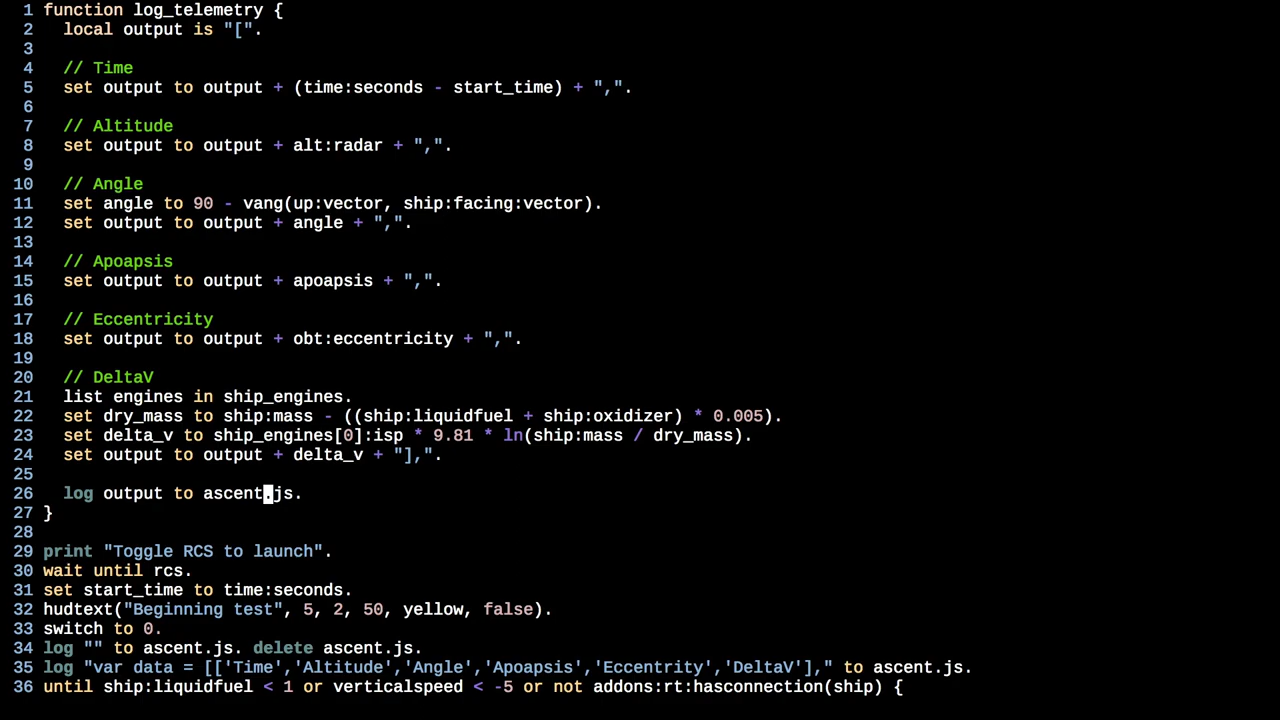 1 function log_telemetry {
2   local output is "[".
3
4   // Time
5   set output to output + (time:seconds - start_time) + ",".
6
7   // Altitude
8   set output to output + alt:radar + ",".
9
10   // Angle
11   set angle to 90 - vang(up:vector, ship:facing:vector).
12   set output to output + angle + ",".
13
14   // Apoapsis
15   set output to output + apoapsis + ",".
16
17   // Eccentricity
18   set output to output + obt:eccentricity + ",".
19
20   // DeltaV
21   list engines in ship_engines.
22   set dry_mass to ship:mass - ((ship:liquidfuel + ship:oxidizer) * 0.005).
23   set delta_v to ship_engines[0]:isp * 9.81 * ln(ship:mass / dry_mass).
24   set output to output + delta_v + "],".
25
26   log output to ascent.js.
27 }
28
29 print "Toggle RCS to launch".
30 wait until rcs.
31 set start_time to time:seconds.
32 hudtext("Beginning test", 5, 2, 50, yellow, false).
33 switch to 0.
34 log "" to ascent.js. delete ascent.js.
35 log "var data = [['Time','Altitude','Angle','Apoapsis','Eccentrity','DeltaV']," to ascent.js.
36 until ship:liquidfuel < 1 or verticalspeed < -5 or not addons:rt:hasconnection(ship) {